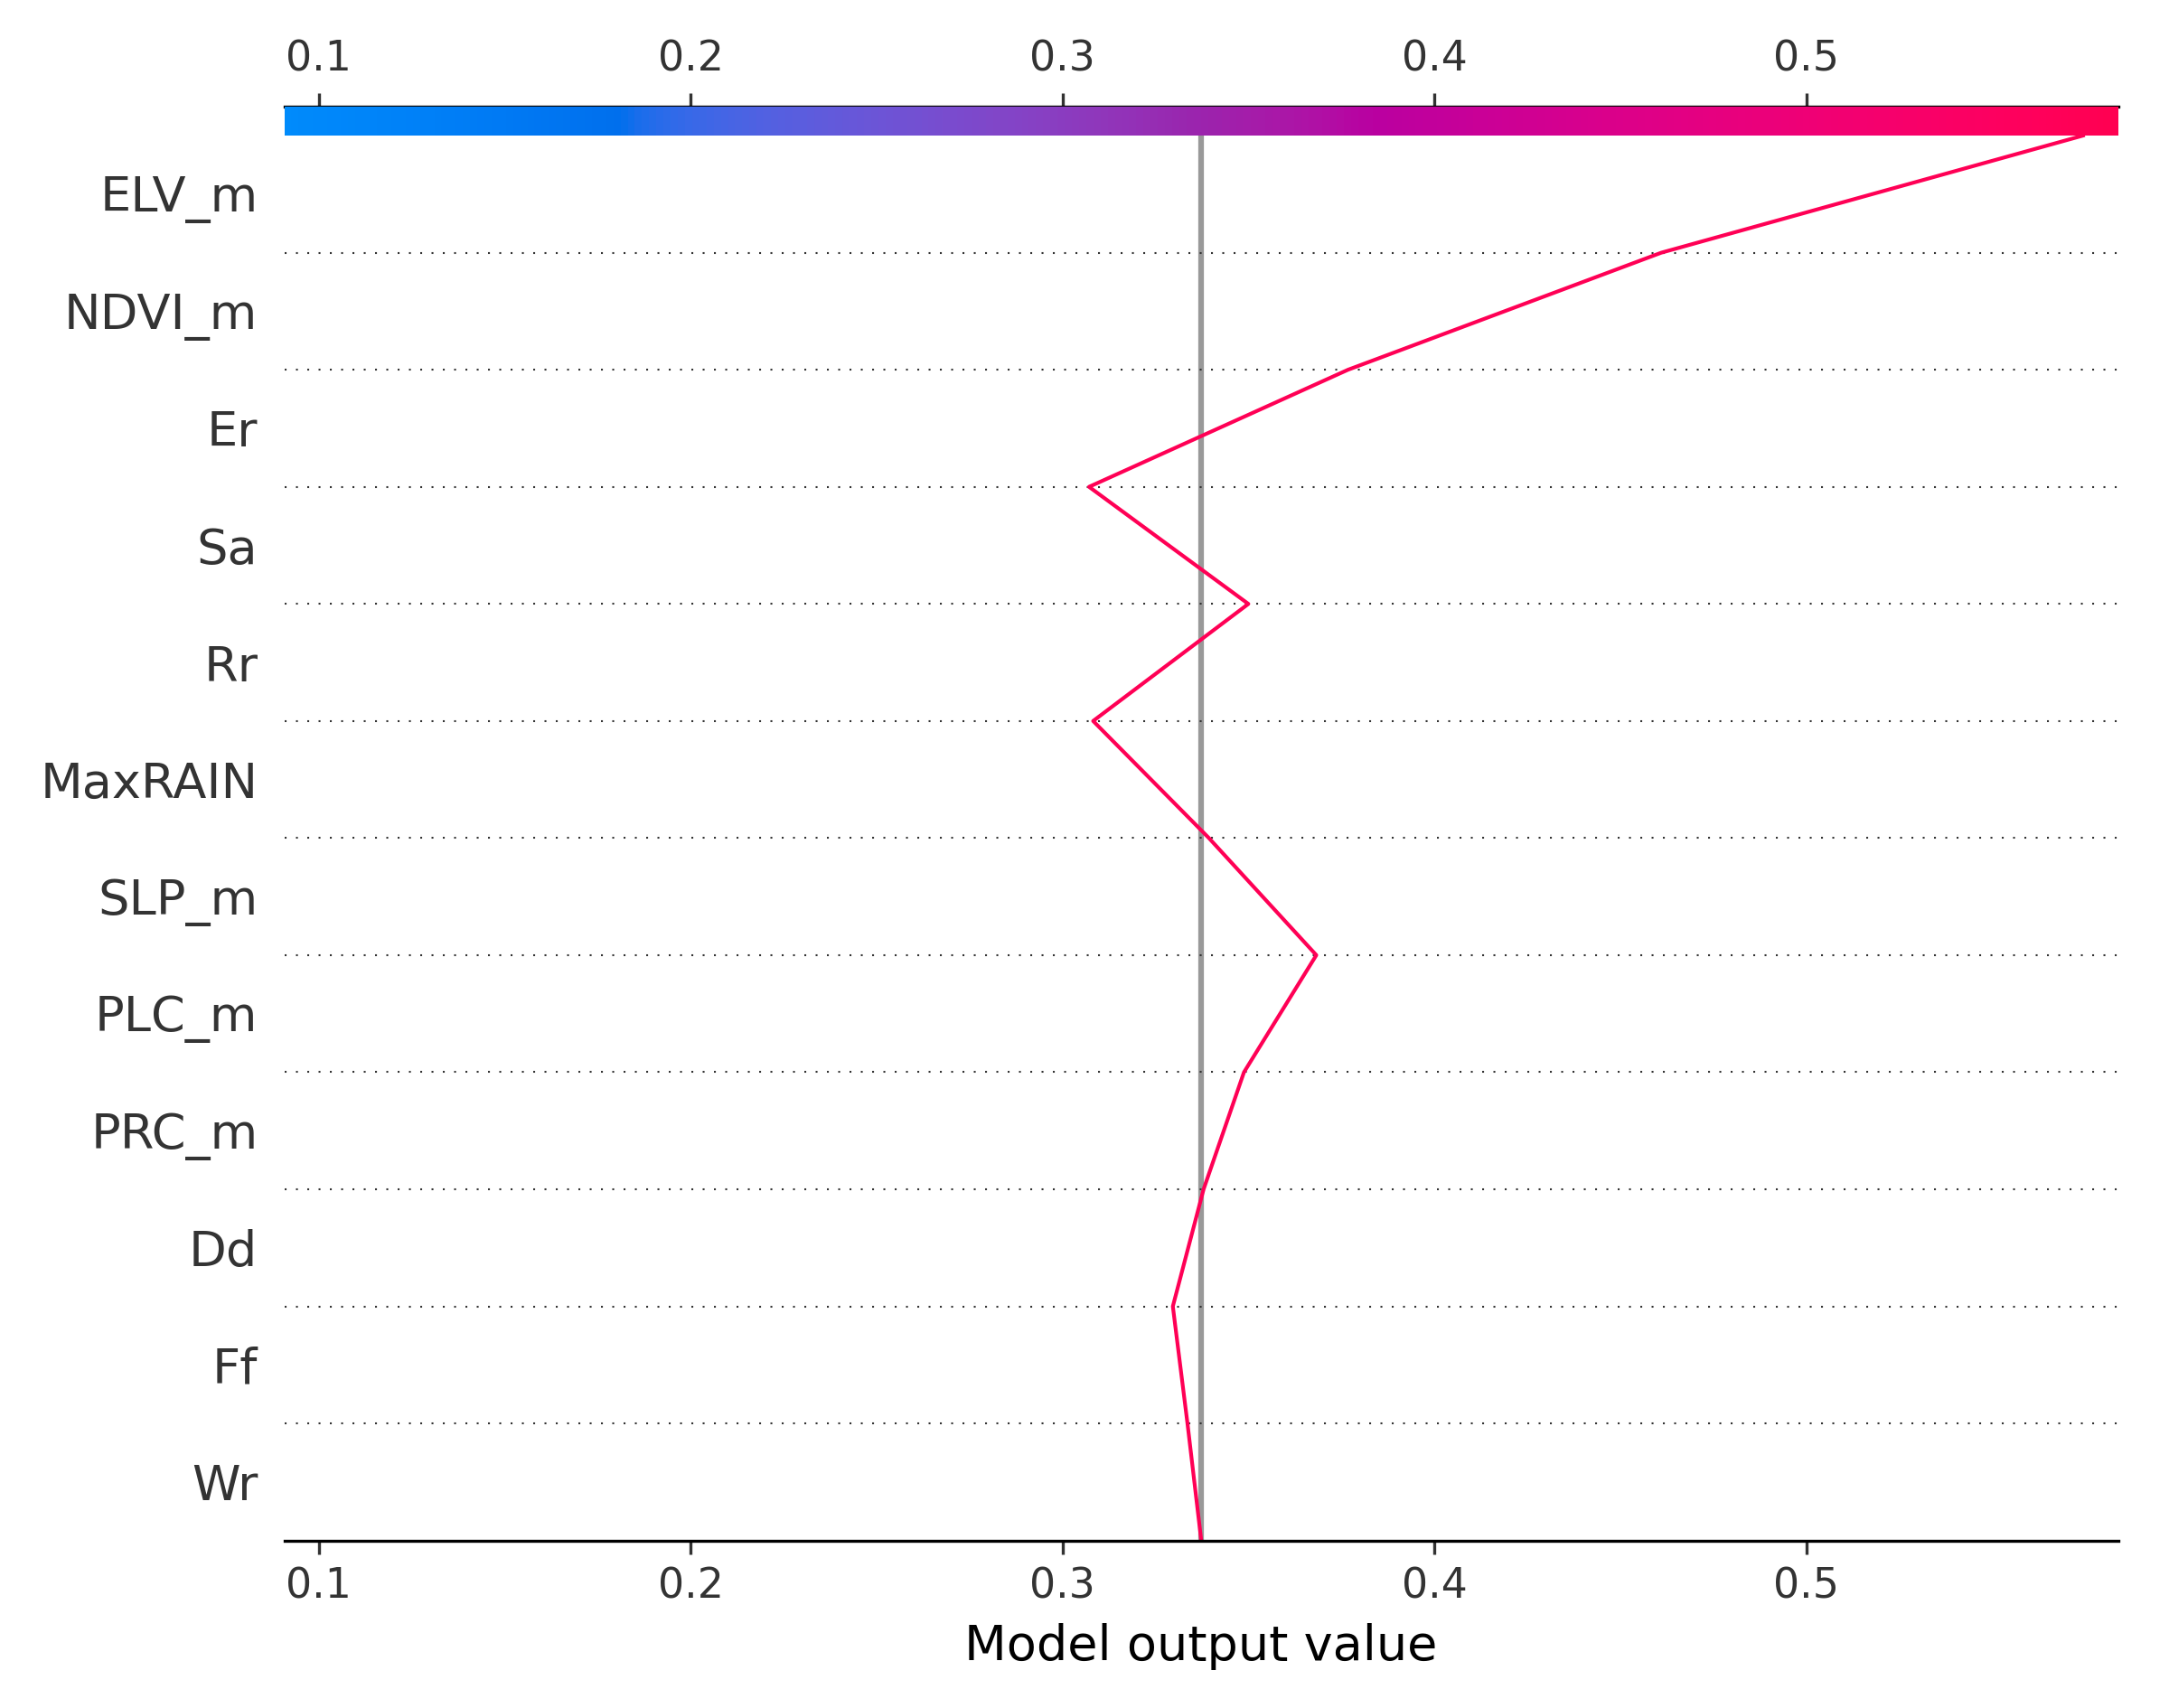 0.1 0.2 0.3 0.4 0.5
ELV_m
NDVI_m
Er
Sa
Rr
MaxRAIN
SLP_m
PLC_m
PRC_m
Dd
Ff
Wr
0.1 0.2 0.3 0.4 0.5
Model output value